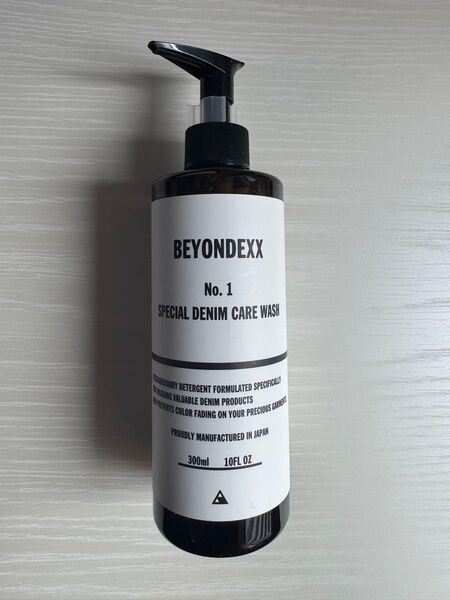 BEYONDEXX
No. 1
SPECIAL DENIM CARE WASH
DETERGENT FORMULATED SPECIFICALLY
WASHING VALUABLE DENIM PRODUCTS
COLOR FADING ON YOUR PRECIOUS GARMENTS
PROUDLY MANUFACTURED IN JAPAN
300ml 10FL OZ